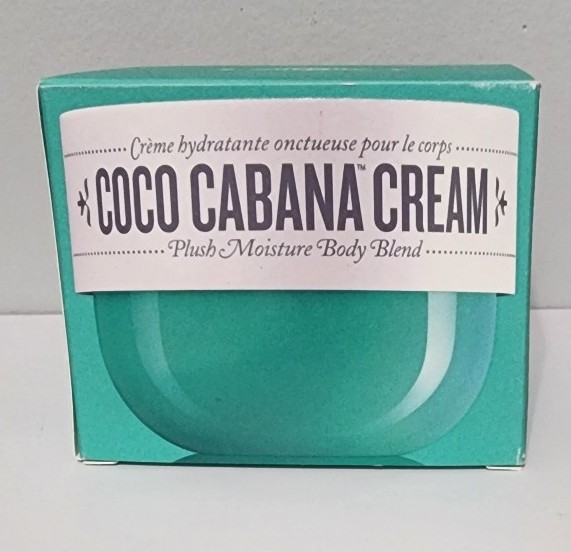 Crème hydratante onctueuse pour le corps
COCO CABANA™ CREAM
Plush Moisture Body Blend